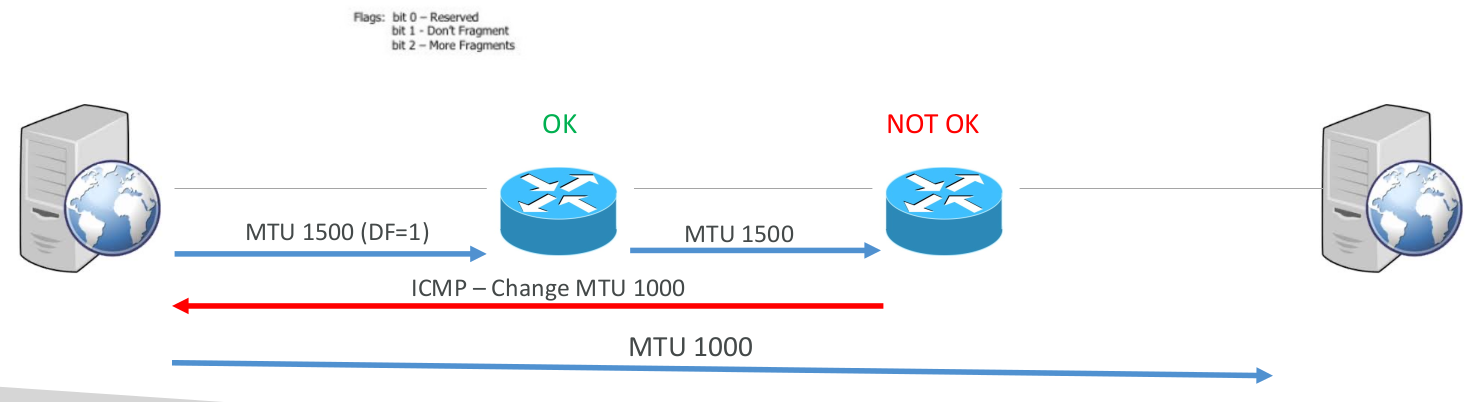 Flags: bit 0 – Reserved
bit 1 - Don't Fragment
bit 2 – More Fragments
OK
NOT OK
MTU 1500 (DF=1)
MTU 1500
ICMP – Change MTU 1000
MTU 1000